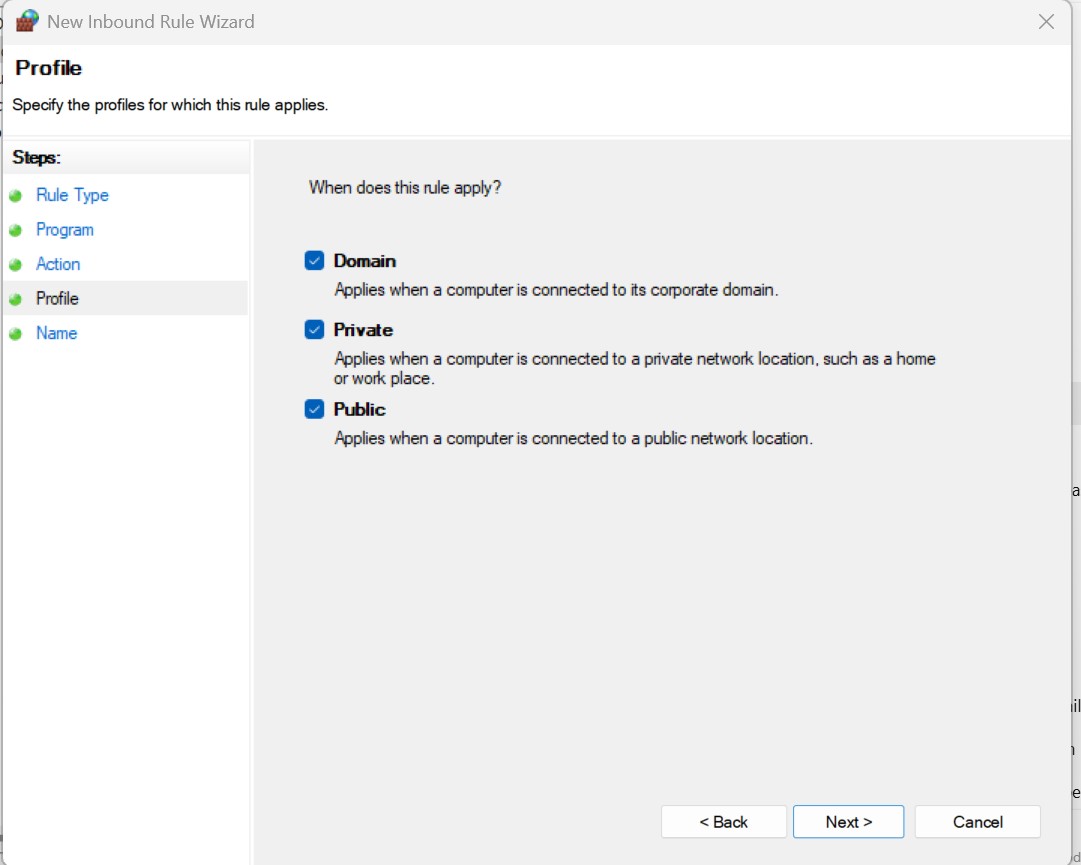 New Inbound Rule Wizard
Profile
Specify the profiles for which this rule applies.
Steps:
Rule Type
Program
Action
Profile
Name
When does this rule apply?
Domain
Applies when a computer is connected to its corporate domain.
Private
Applies when a computer is connected to a private network location, such as a home
or work place.
Public
Applies when a computer is connected to a public network location.
< Back
Next >
Cancel